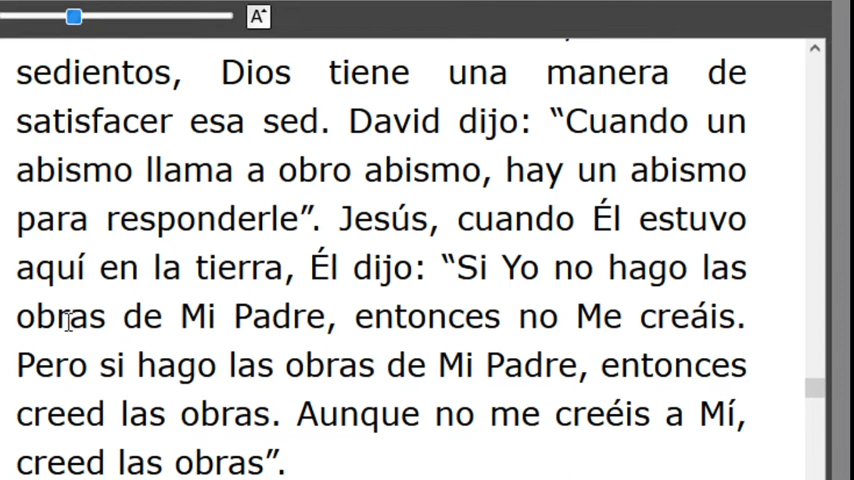 A
sedientos, Dios tiene una manera de
satisfacer esa sed. David dijo: “Cuando un
abismo llama a obro abismo, hay un abismo
para responderle”. Jesús, cuando Él estuvo
aquí en la tierra, Él dijo: “Si Yo no hago las
obras de Mi Padre, entonces no Me creáis.
Pero si hago las obras de Mi Padre, entonces
creed las obras. Aunque no me creéis a Mí,
creed las obras”.